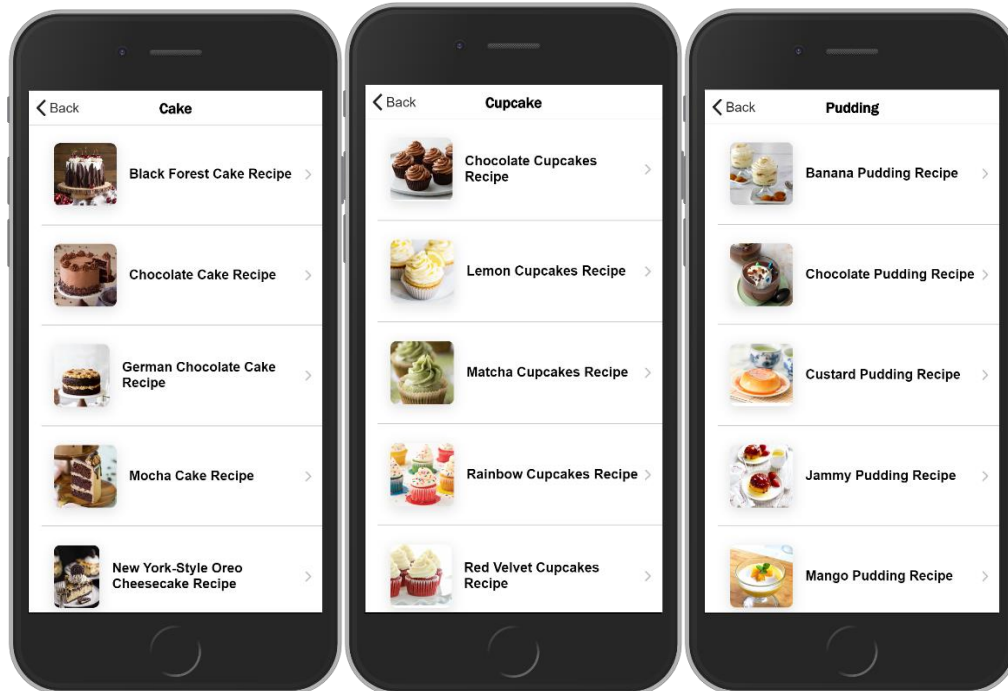 Back
Cake
Black Forest Cake Recipe
Chocolate Cake Recipe
German Chocolate Cake
Recipe
Mocha Cake Recipe
New York-Style Oreo
Cheesecake Recipe
Back
Cupcake
Chocolate Cupcakes
Recipe
Lemon Cupcakes Recipe
Matcha Cupcakes Recipe
Rainbow Cupcakes Recipe
Red Velvet Cupcakes
Recipe
Back
Pudding
Banana Pudding Recipe
Chocolate Pudding Recipe
Custard Pudding Recipe
Jammy Pudding Recipe
Mango Pudding Recipe